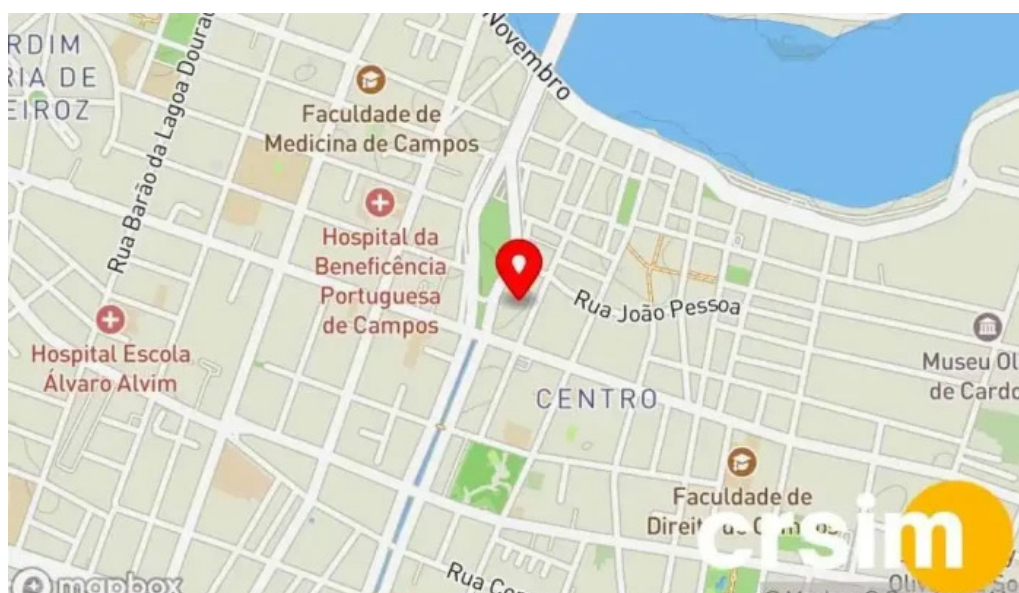 RDIM
RIA DE
EIROZ
Rua Barão da Lagoa
Novembro
Faculdade de
Medicina de Campos
Hospital da
Beneficência
Portuguesa
de Campos
Rua João Pessoa
Hospital Escola
Álvaro Alvim
Museu Ol
de Cardo
CENTRO
Faculdade de
crsim
Rua Co
mapbox